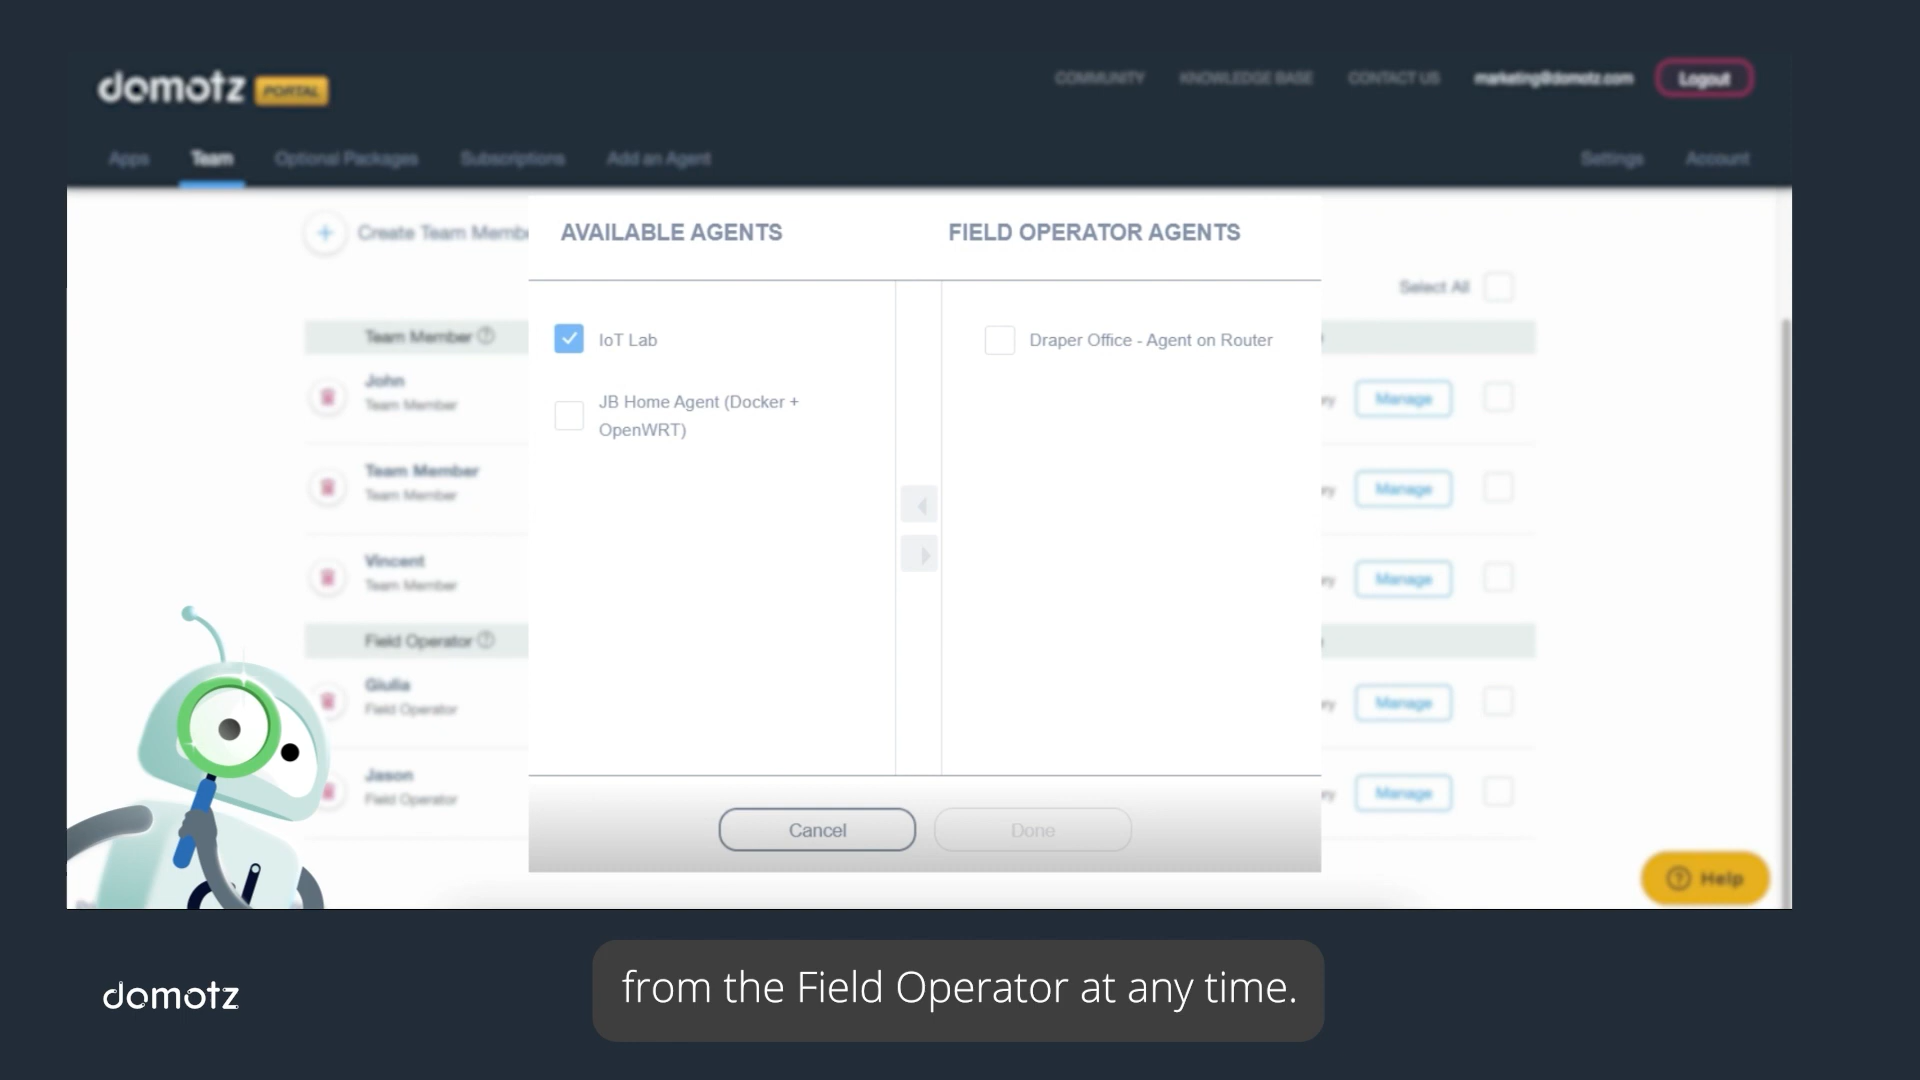 domotz PORTAL
COMMUNITY KNOWLEDGE BASE CONTACT US marketing@domotz.com Logout
Apps Team Optional Packages Subscriptions Add an Agent Settings Account
Create Team Membe
AVAILABLE AGENTS FIELD OPERATOR AGENTS
Select All
Team Member
IoT Lab
Draper Office - Agent on Router
John
Team Member
Manage
JB Home Agent (Docker +
OpenWRT)
Team Member
Team Member
Manage
Vincent
Team Member
Manage
Field Operator
Giulia
Field Operator
Manage
Jason
Field Operator
Manage
Cancel Done
? Help
domotz
from the Field Operator at any time.